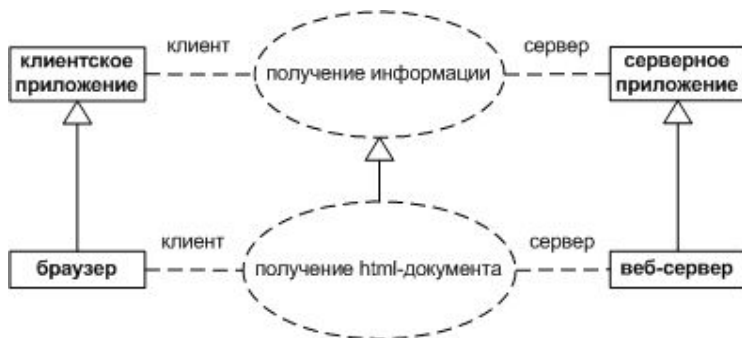 клиент
сервер
клиентское
приложение
получение информации
серверное
приложение
клиент
сервер
браузер
получение html-документа
веб-сервер